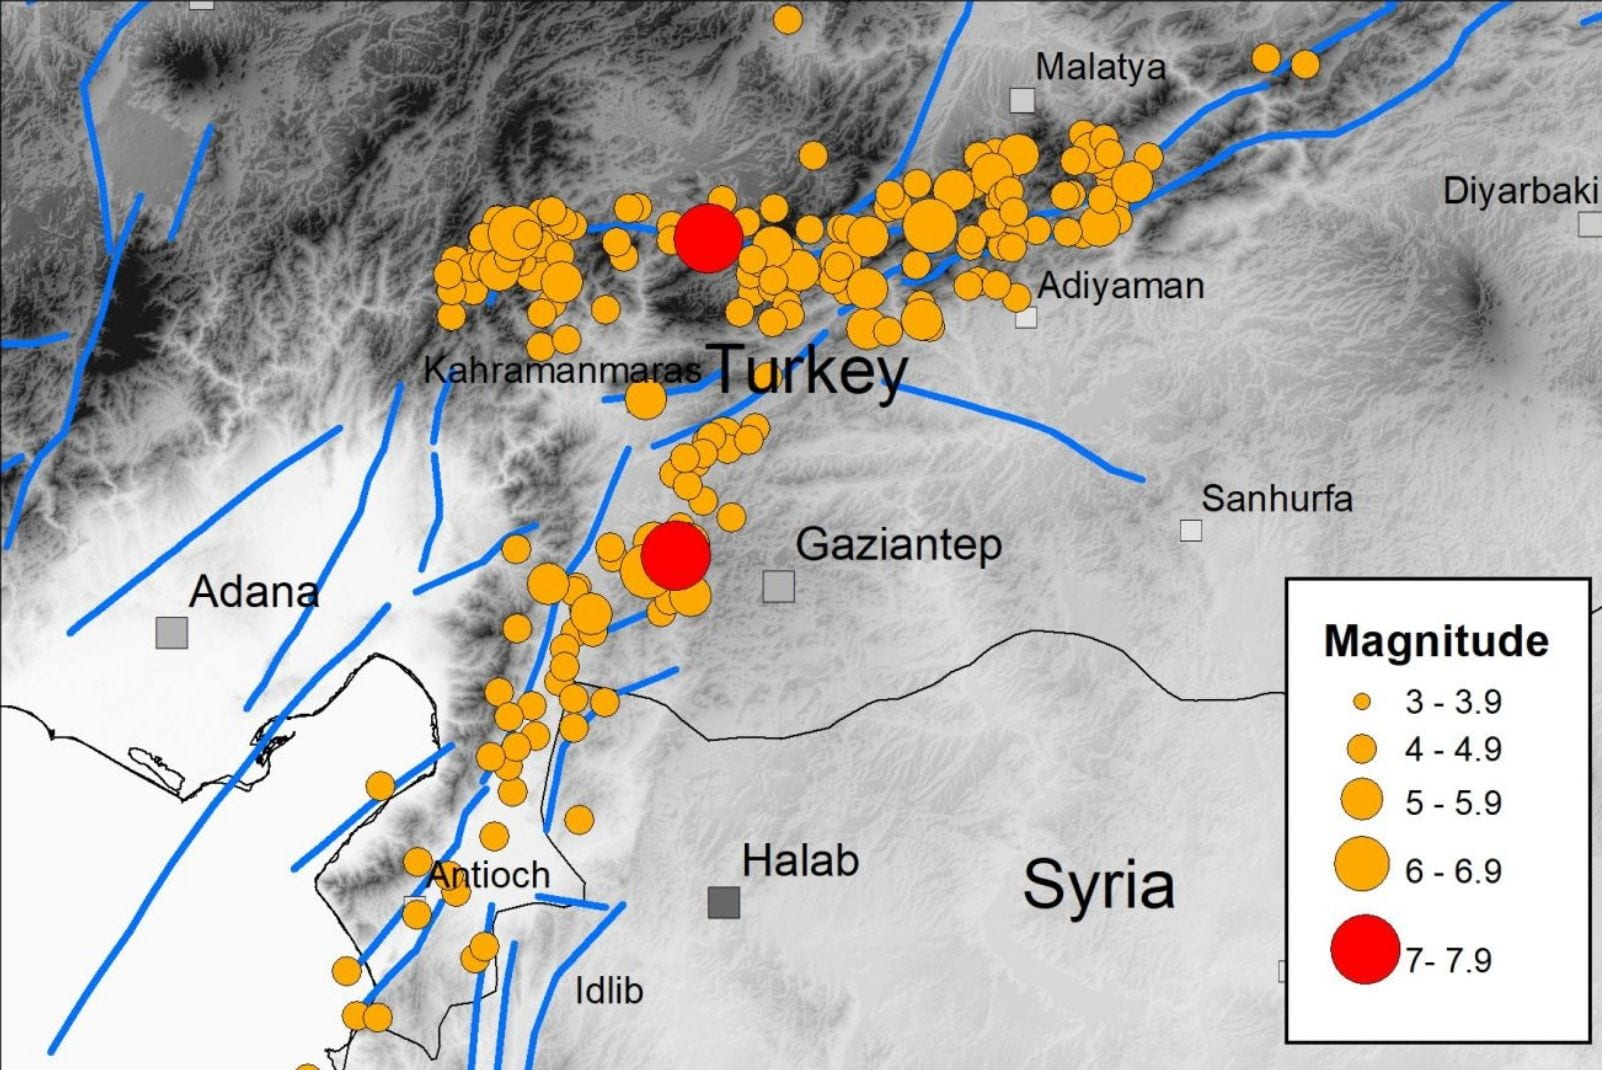 Malatya
Diyarbaki
Adiyaman
Kahramanmaras
Turkey
Sanhurfa
Gaziantep
Adana
Magnitude
3 - 3.9
4 - 4.9
5 - 5.9
6 - 6.9
7- 7.9
Halab
Antioch
Syria
Idlib